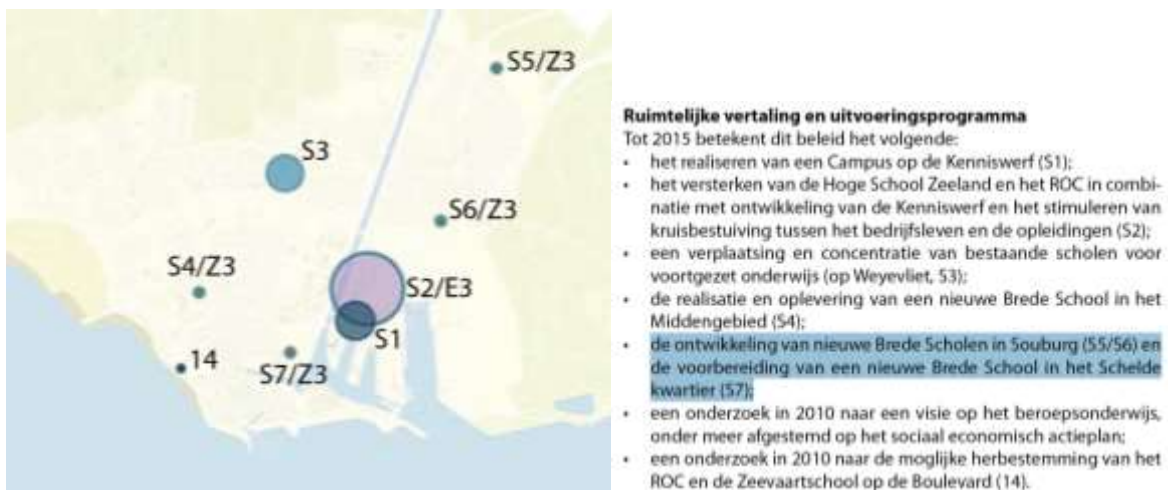 S5/Z3
S3
S6/Z3
S4/Z3
S2/E3
S1
14
S7/Z3
Ruimtelijke vertaling en uitvoeringsprogramma
Tot 2015 betekent dit beleid het volgende:
• het realiseren van een Campus op de Kenniswerf (S1);
• het versterken van de Hoge School Zeeland en het ROC in combi-
natie met ontwikkeling van de Kenniswerf en het stimuleren van
kruisbestuiving tussen het bedrijfsleven en de opleidingen (S2);
• een verplaatsing en concentratie van bestaande scholen voor
voortgezet onderwijs (op Weyevliet, S3);
• de realisatie en oplevering van een nieuwe Brede School in het
Middengebied (S4);
• de ontwikkeling van nieuwe Brede Scholen in Souburg (S5/S6) en
de voorbereiding van een nieuwe Brede School in het Schelde
kwartier (S7);
• een onderzoek in 2010 naar een visie op het beroepsonderwijs,
onder meer afgestemd op het sociaal economisch actieplan;
• een onderzoek in 2010 naar de moglijke herbestemming van het
ROC en de Zeevaartschool op de Boulevard (14).